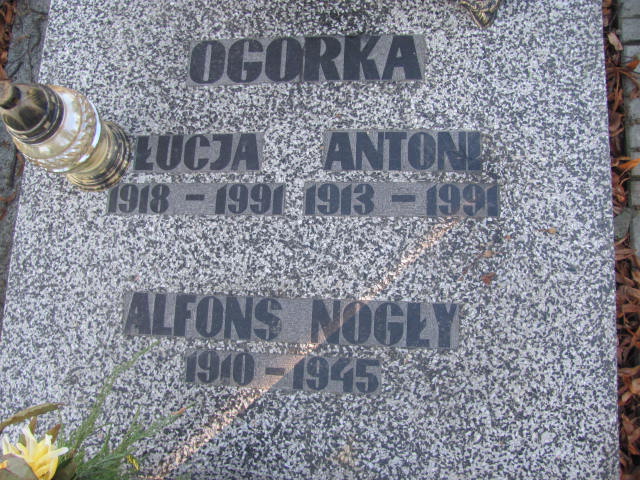 OGORKA
ŁUCJA ANTONI
1918 - 1991 1913 - 1991
ALFONS NOGŁY
1910 - 1945